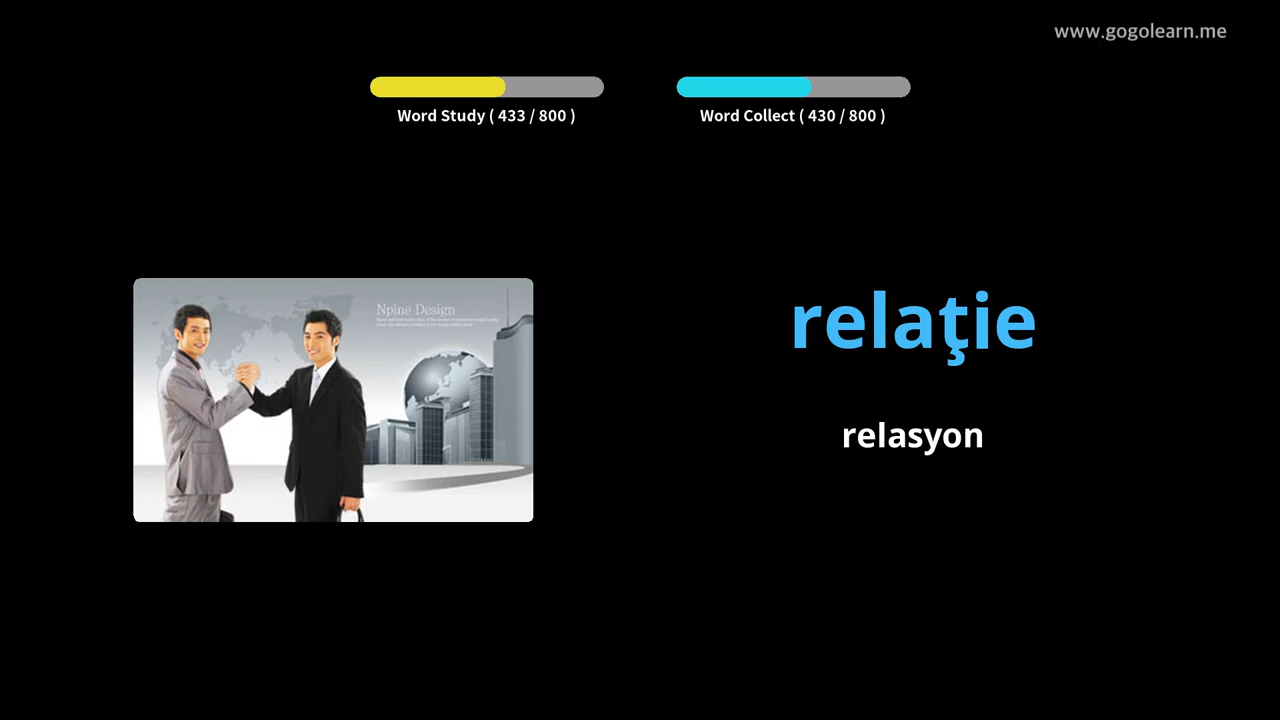 www.gogolearn.me
Word Study ( 433 / 800 )
Word Collect ( 430 / 800 )
Npine Design
relaţie
relasyon